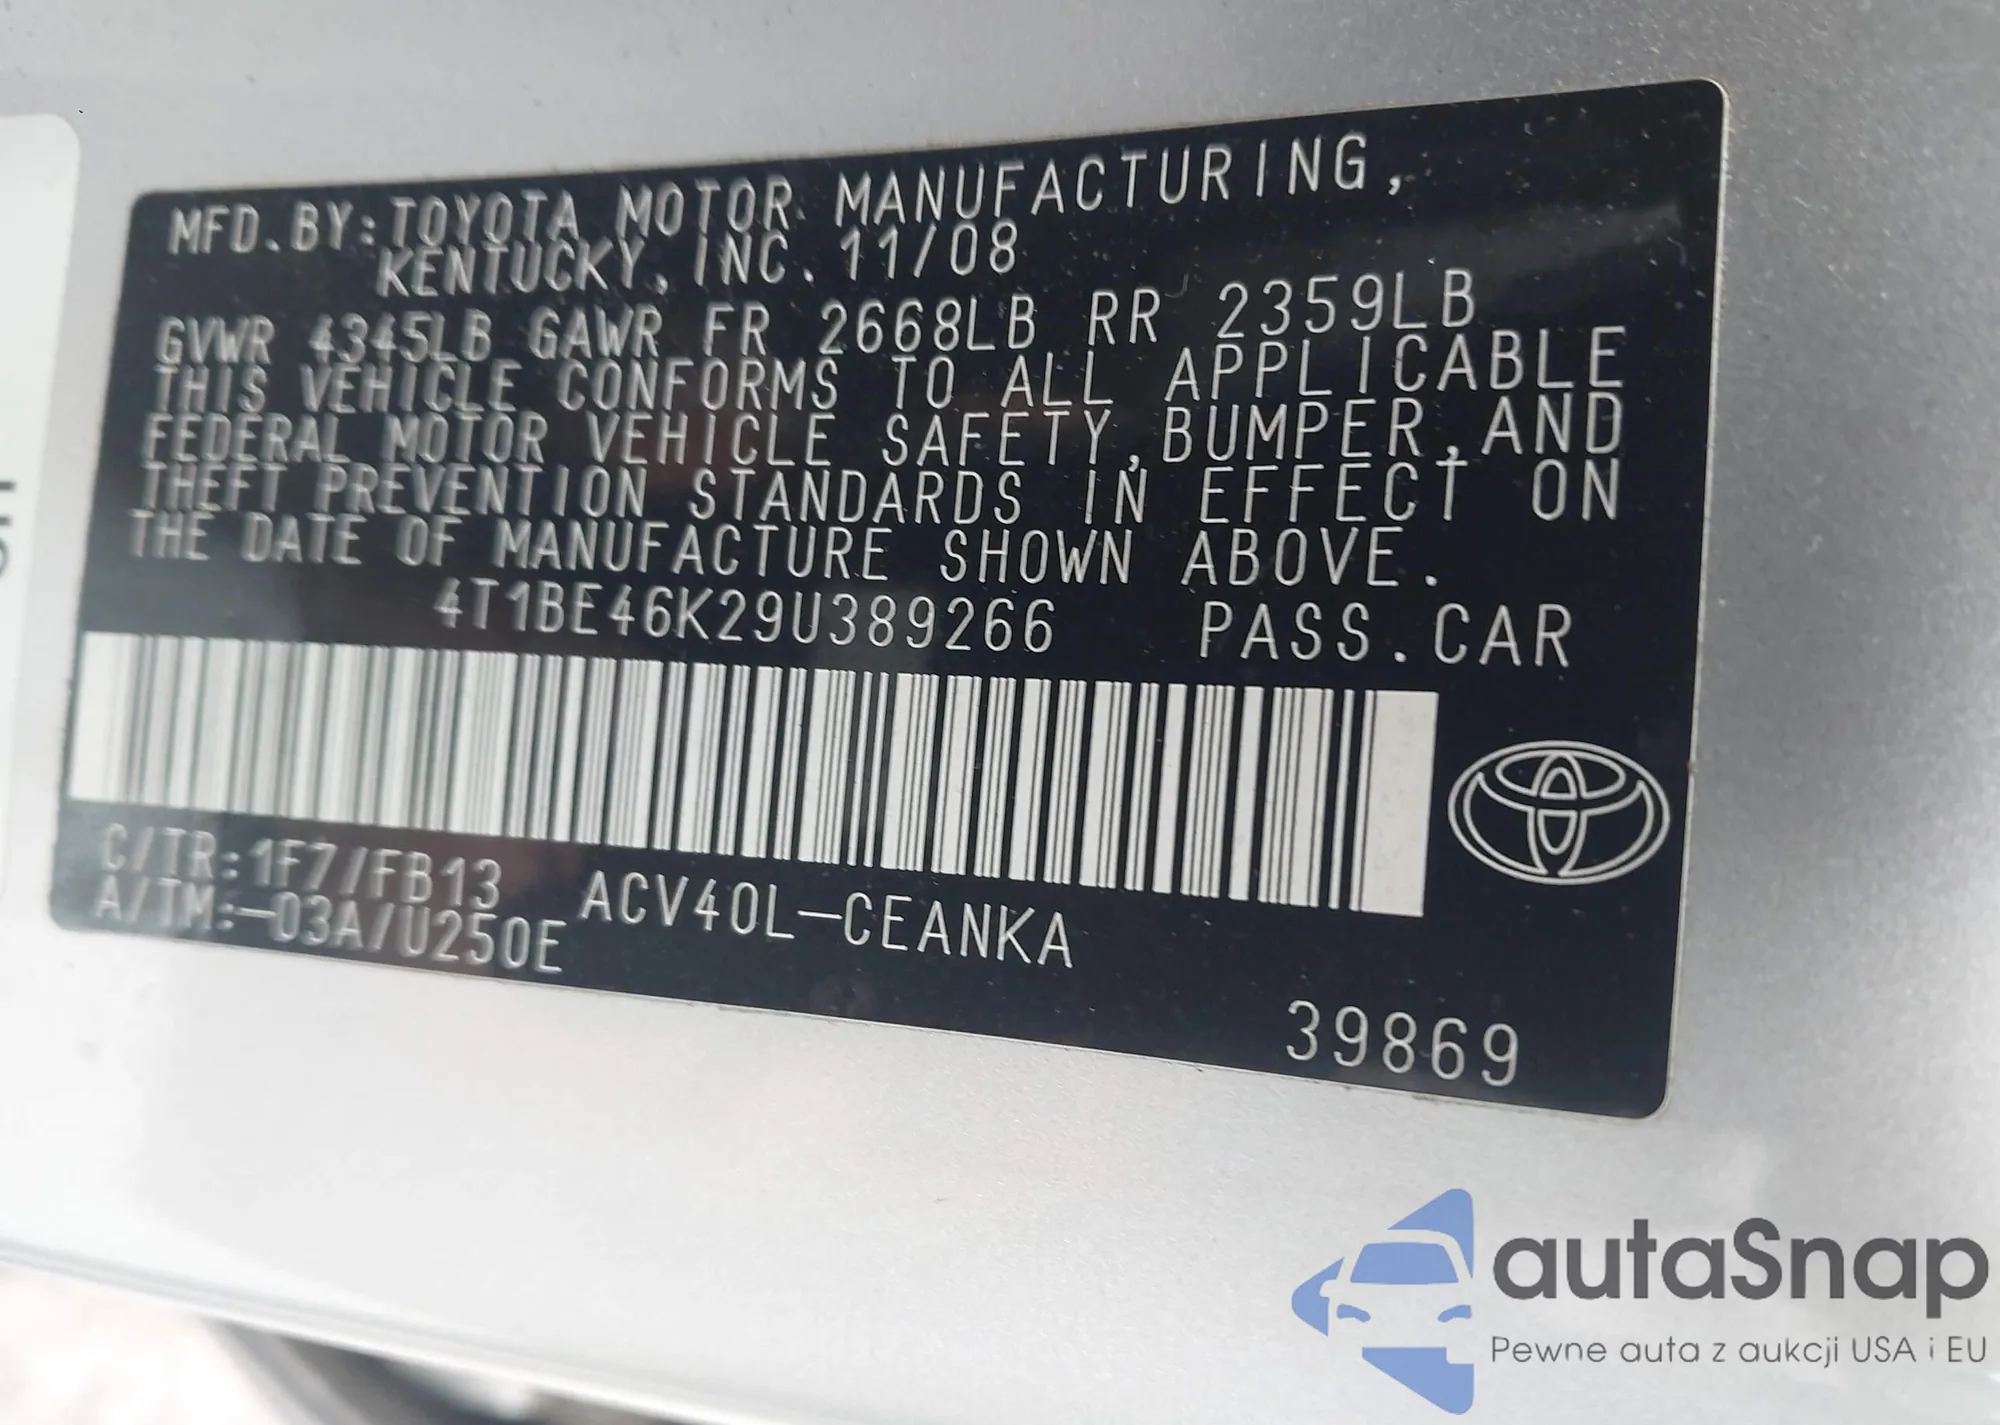 MFD.BY:TOYOTA MOTOR MANUFACTURING,
KENTUCKY, INC. 11/08
GVWR 4345LB GAWR FR 2668LB RR 2359LB
THIS VEHICLE CONFORMS TO ALL APPLICABLE
FEDERAL MOTOR VEHICLE SAFETY,BUMPER,AND
THEFT PREVENTION STANDARDS IN EFFECT ON
THE DATE OF MANUFACTURE SHOWN ABOVE.
4T1BE46K29U389266 PASS.CAR
C/TR:1F7/FB13
A/TM:-03A/U250E
ACV40L-CEANKA
39869
autaSnap
Pewne auta z aukcji USA i EU